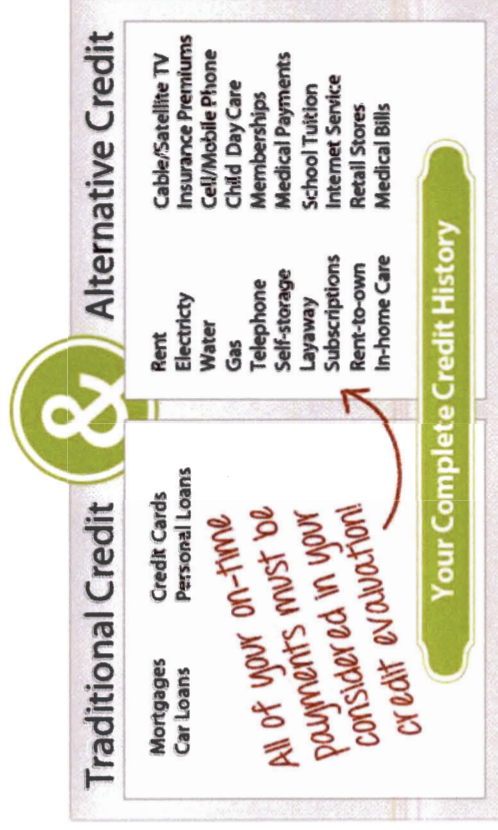 Traditional Credit
&
Alternative Credit
Mortgages
Car Loans
Credit Cards
Personal Loans
All of your on-time
payments must be
considered in your
credit evaluation!
Rent
Electricty
Water
Gas
Telephone
Self-storage
Layaway
Subscriptions
Rent-to-own
In-home Care
Cable/Satellite TV
Insurance Premiums
Cell/Mobile Phone
Child Day Care
Memberships
Medical Payments
School Tuition
Internet Service
Retail Stores
Medical Bills
Your Complete Credit History